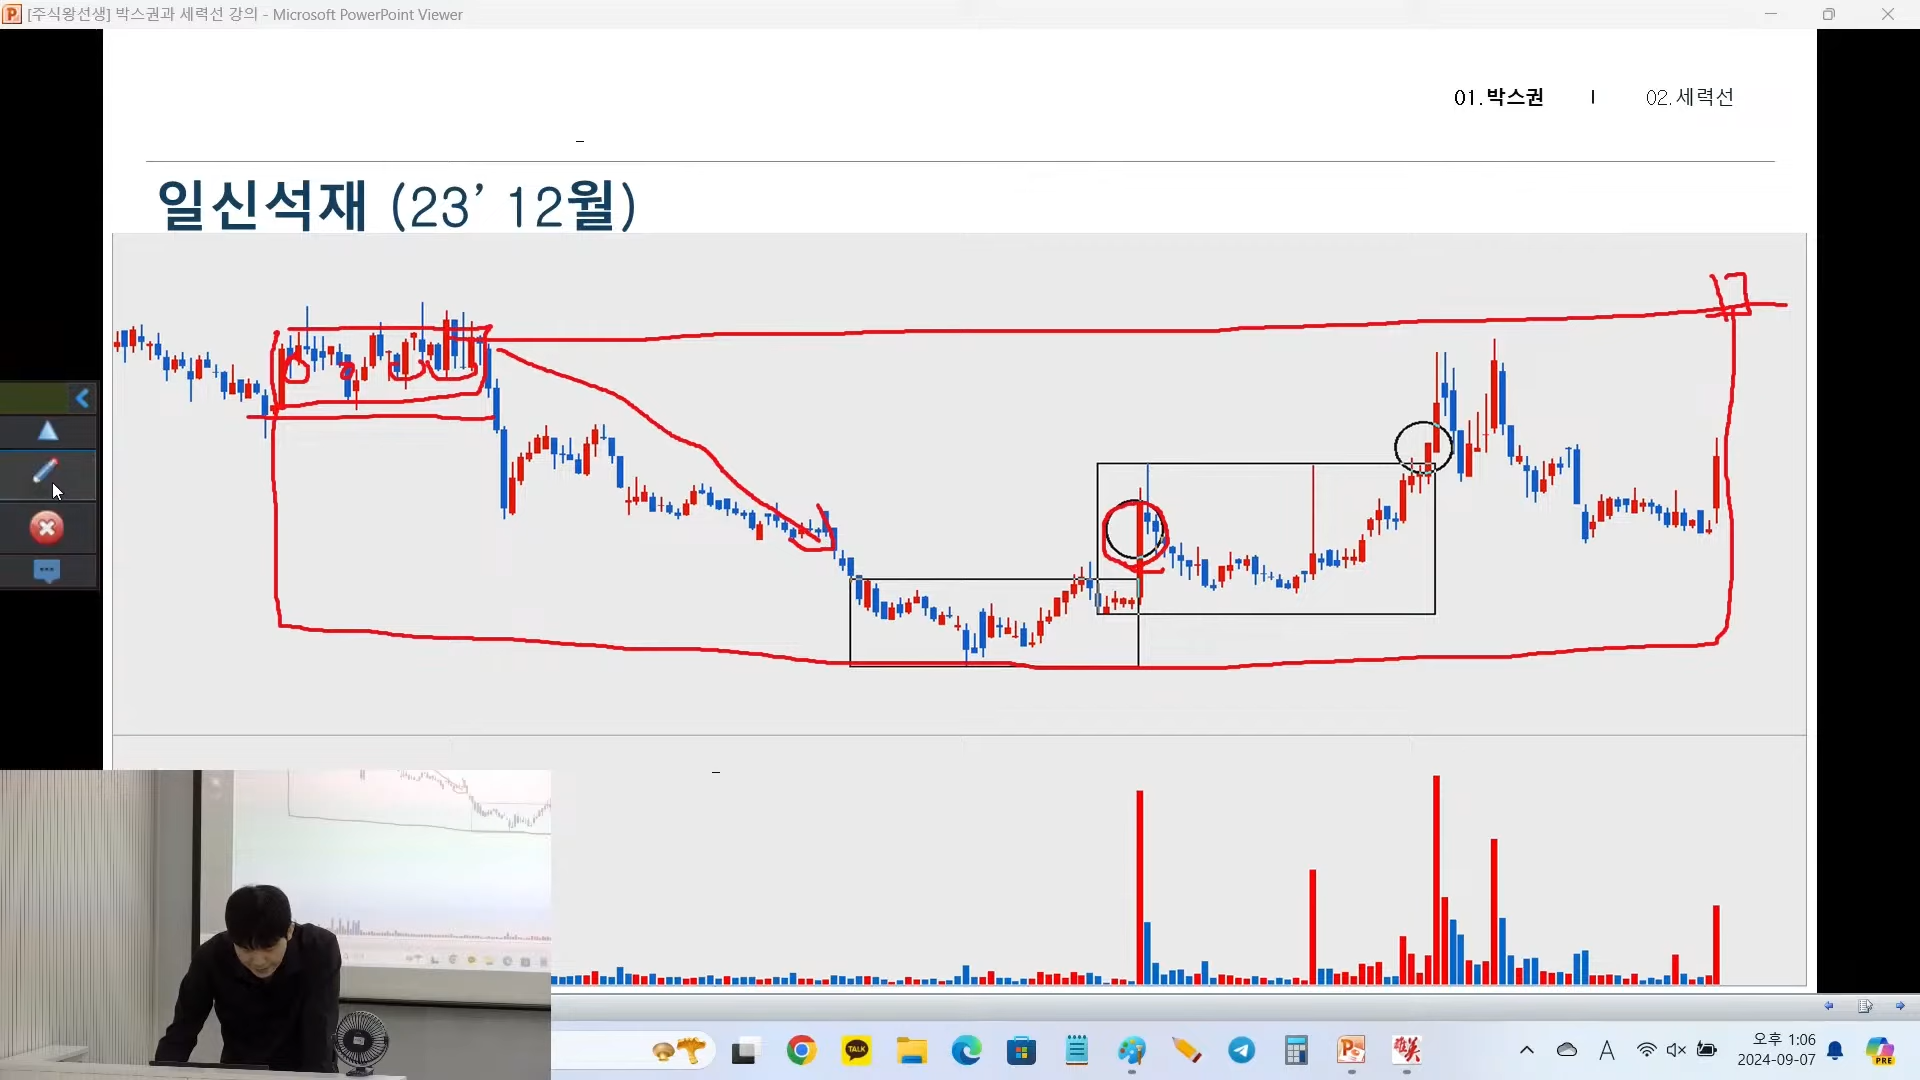 [주식왕선생] 박스권과 세력선 강의 - Microsoft PowerPoint Viewer
01.박스권 | 02.세력선
일신석재 (23’ 12월)
TALK
A
오후 1:06
2024-09-07
PRE